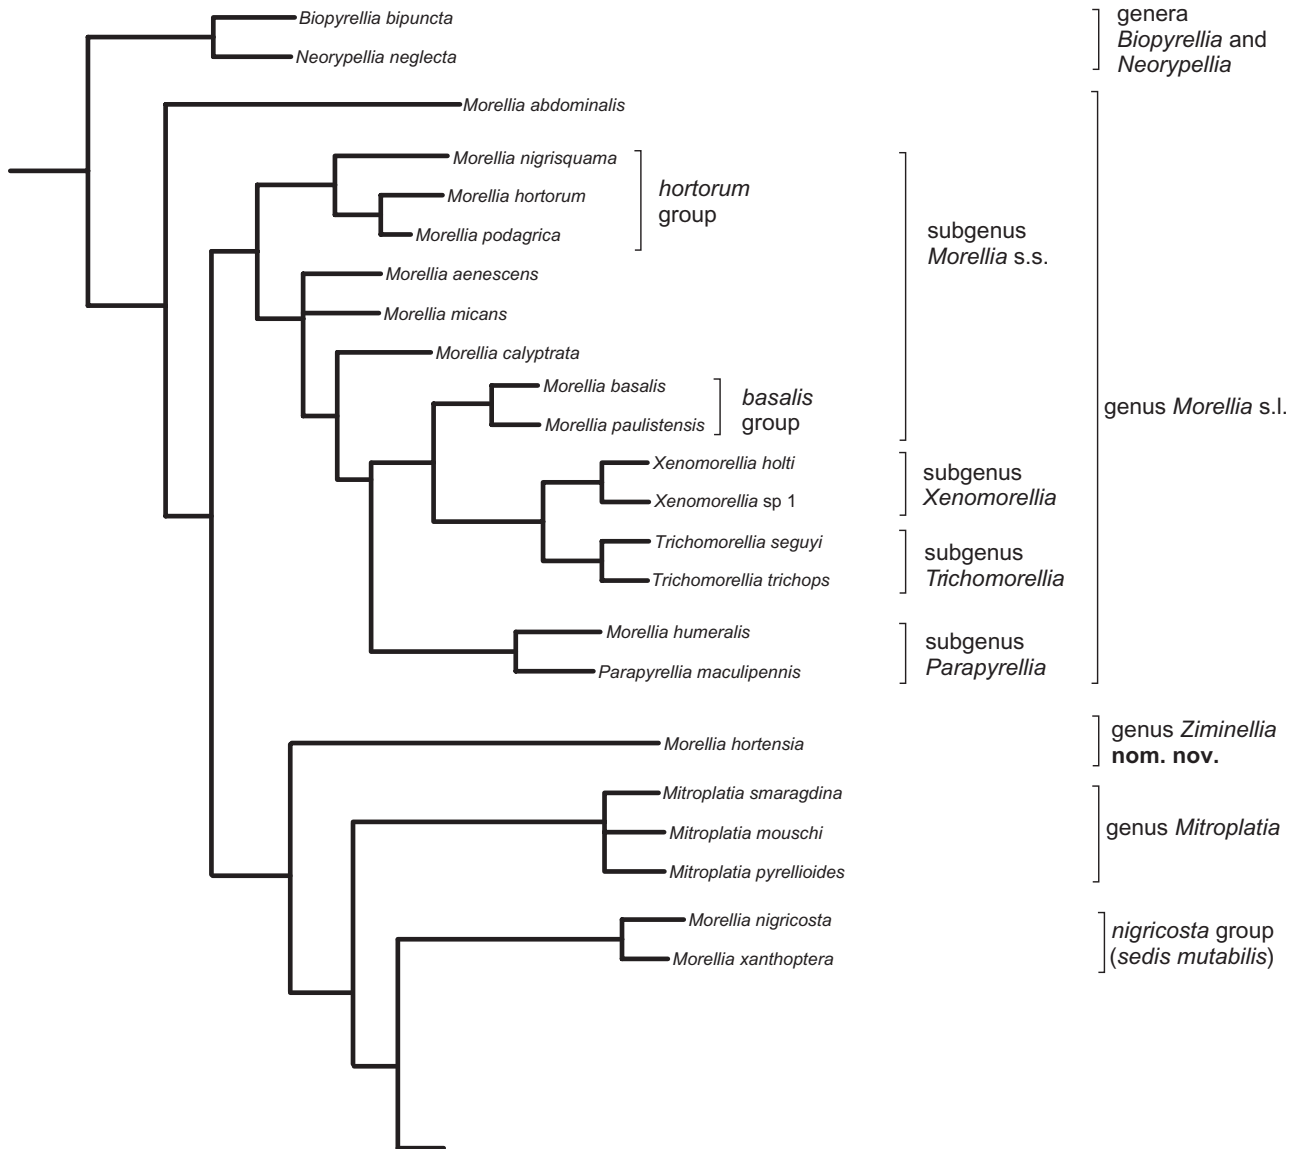 Biopyrellia bipuncta
Neorypellia neglecta
genera
Biopyrellia and
Neorypellia
Morellia abdominalis
Morellia nigrisquama
Morellia hortorum
Morellia podagrica
hortorum
group
Morellia aenescens
Morellia micans
Morellia calyptrata
Morellia basalis
Morellia paulistensis
basalis
group
subgenus
Morellia s.s.
Xenomorellia holti
Xenomorellia sp 1
subgenus
Xenomorellia
Trichomorellia seguyi
Trichomorellia trichops
subgenus
Trichomorellia
Morellia humeralis
Parapyrellia maculipennis
subgenus
Parapyrellia
genus Morellia s.l.
Morellia hortensia
genus Ziminellia
nom. nov.
Mitroplatia smaragdina
Mitroplatia mouschi
Mitroplatia pyrellioides
genus Mitroplatia
Morellia nigricosta
Morellia xanthoptera
nigricosta group
(sedis mutabilis)